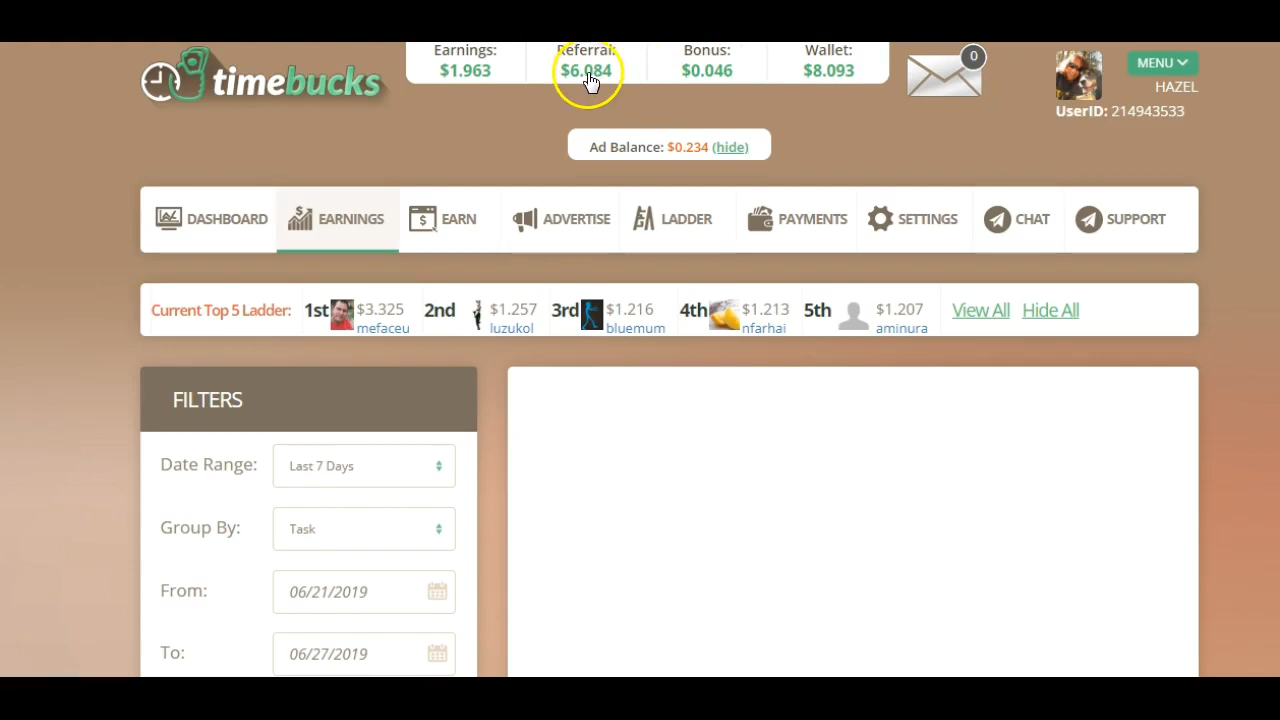 Earnings: Referral: Bonus: Wallet:
$1.963 $6.084 $0.046 $8.093
0
MENU
HAZEL
UserID: 214943533
timebucks
Ad Balance: $0.234 (hide)
DASHBOARD EARNINGS EARN ADVERTISE LADDER PAYMENTS SETTINGS CHAT SUPPORT
Current Top 5 Ladder: 1st $3.325 2nd $1.257 3rd $1.216 4th $1.213 5th $1.207 View All Hide All
mefaceu luzukol bluemum nfarhai aminura
FILTERS
Date Range: Last 7 Days
Group By: Task
From: 06/21/2019
To: 06/27/2019